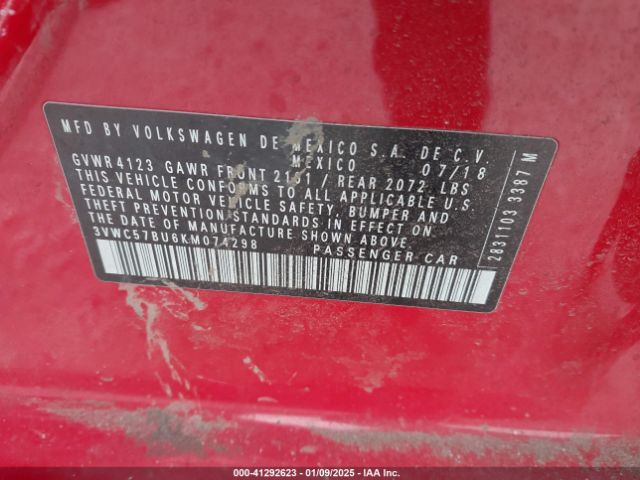 MFD BY VOLKSWAGEN DE MEXICO S.A. DE C.V.
MEXICO 07/18
GVWR 4123 GAWR FRONT 2151 / REAR 2072 LBS
THIS VEHICLE CONFORMS TO ALL APPLICABLE U.S.
FEDERAL MOTOR VEHICLE SAFETY, BUMPER AND
THEFT PREVENTION STANDARDS IN EFFECT ON
THE DATE OF MANUFACTURE SHOWN ABOVE.
3VWC57BU6KM074298 PASSENGER CAR
2831103 3387 M
000-41292623 - 01/09/2025 - IAAI.com